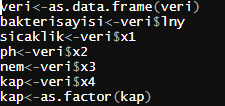 veri<-as.data.frame(veri)
bakterisayisi<-veri$lny
sicaklik<-veri$x1
ph<-veri$x2
nem<-veri$x3
kap<-veri$x4
kap<-as.factor(kap)